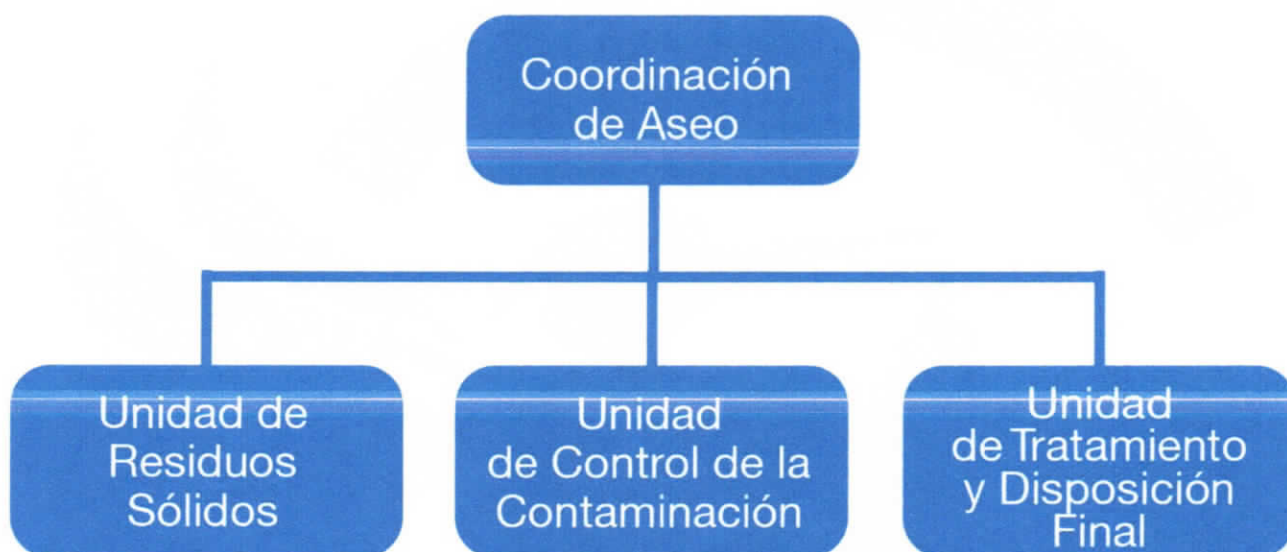 Coordinación
de Aseo
Unidad de
Residuos
Sólidos
Unidad
de Control de la
Contaminación
Unidad
de Tratamiento
y Disposición
Final